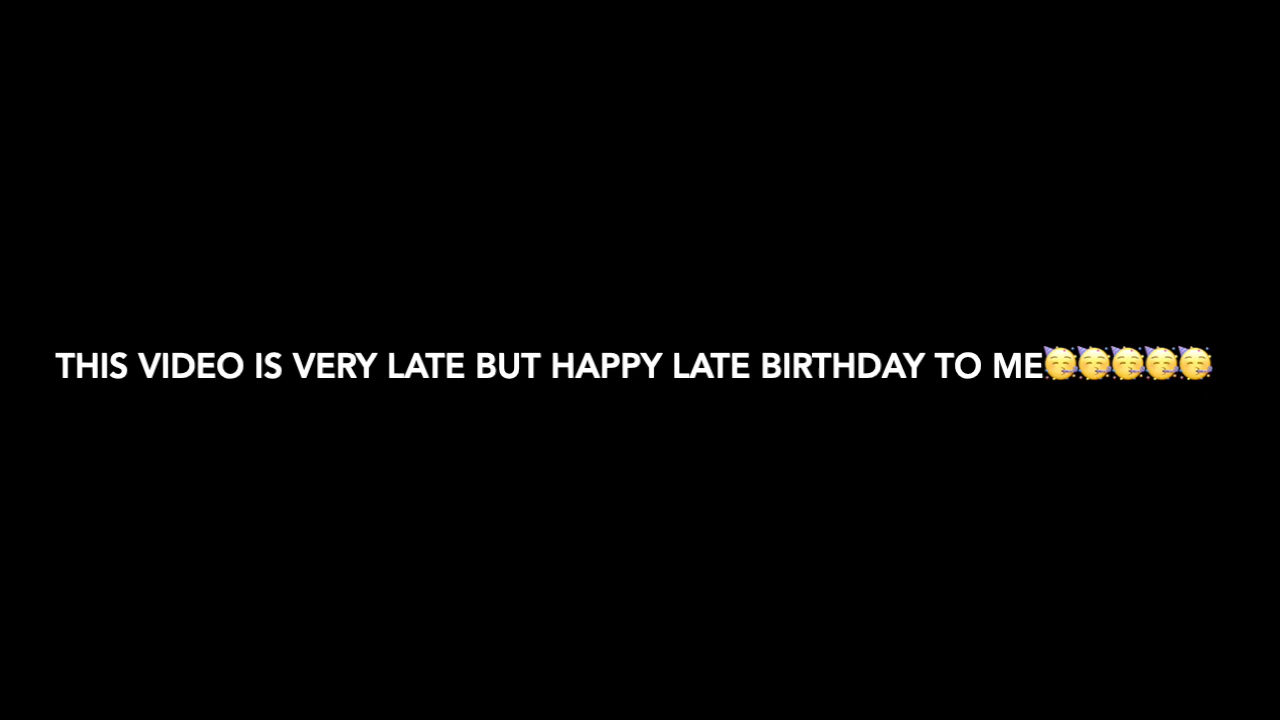 THIS VIDEO IS VERY LATE BUT HAPPY LATE BIRTHDAY TO ME🥳🥳🥳🥳🥳